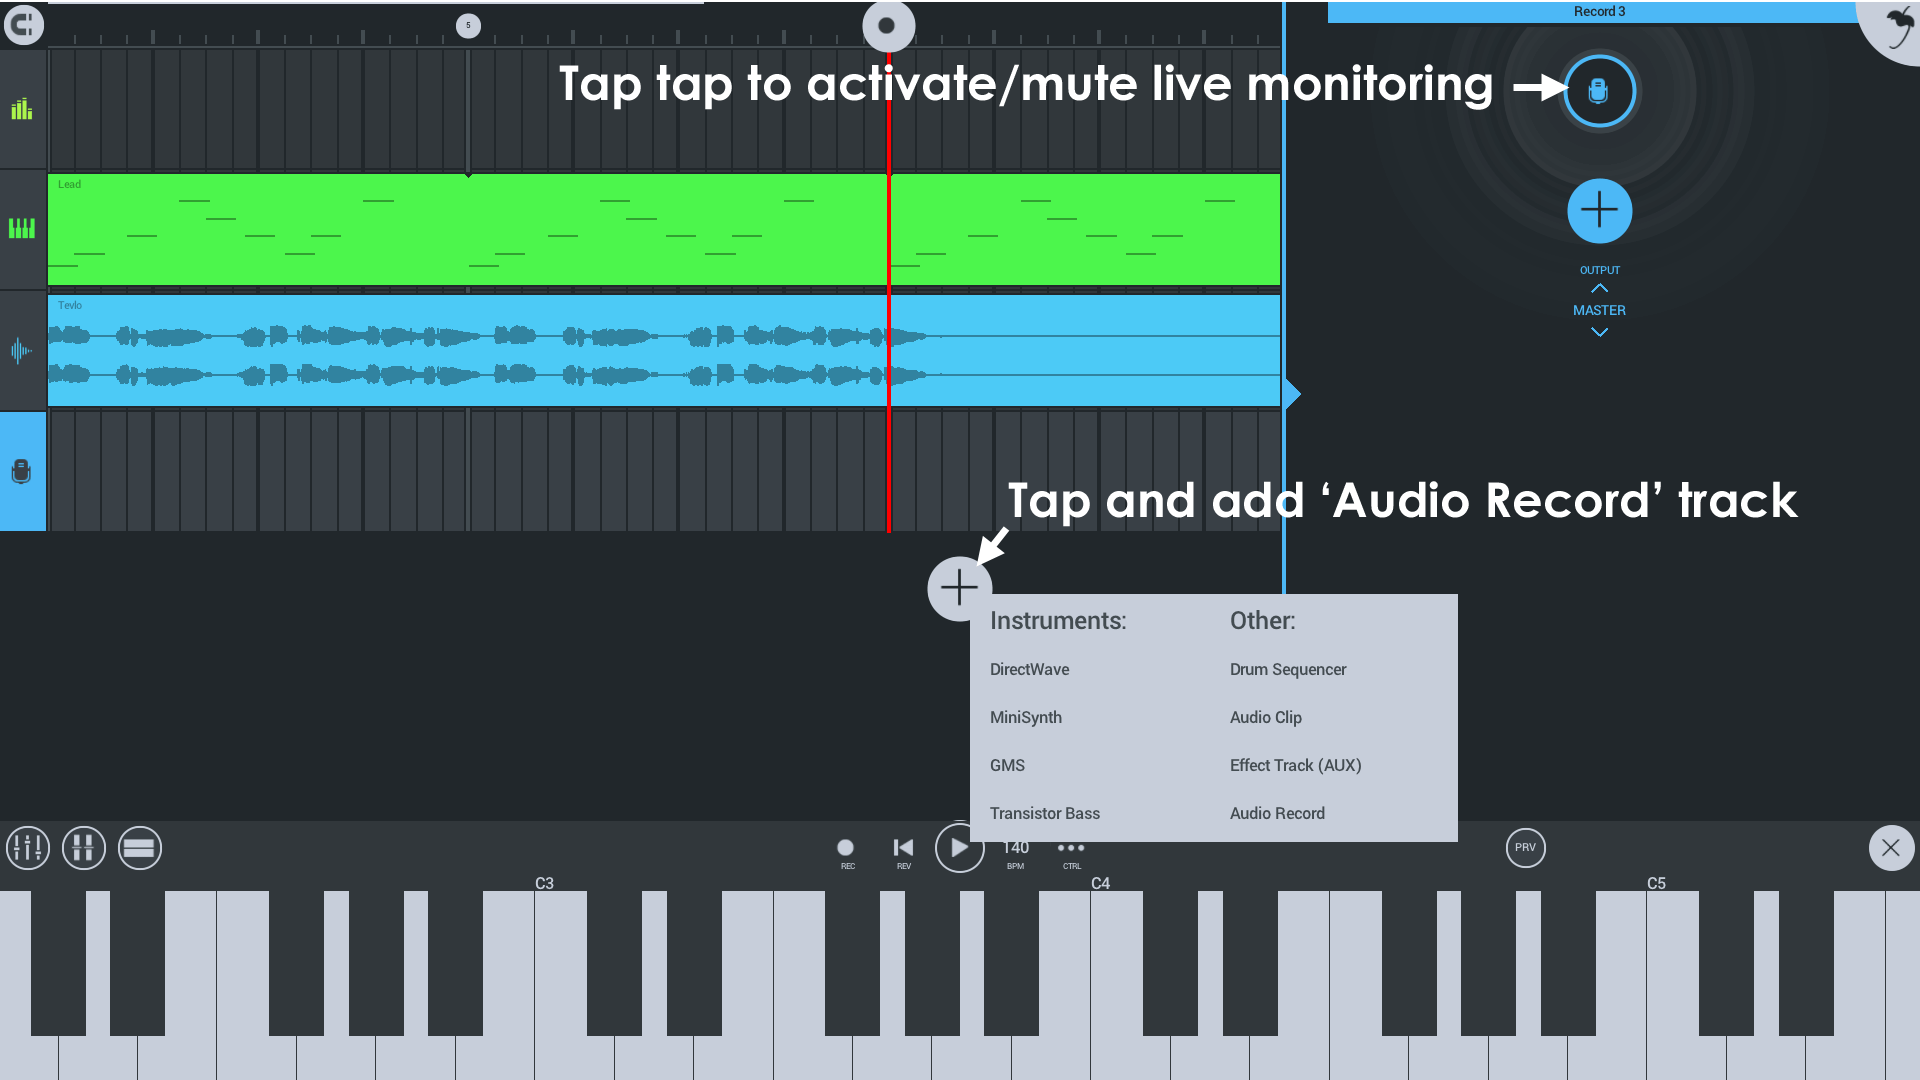 5
Record 3
Tap tap to activate/mute live monitoring
Lead
OUTPUT
MASTER
Tevlo
Tap and add ‘Audio Record’ track
Instruments:
Other:
DirectWave
Drum Sequencer
MiniSynth
Audio Clip
GMS
Effect Track (AUX)
Transistor Bass
Audio Record
REC
REV
140
BPM
CTRL
PRV
C3
C4
C5